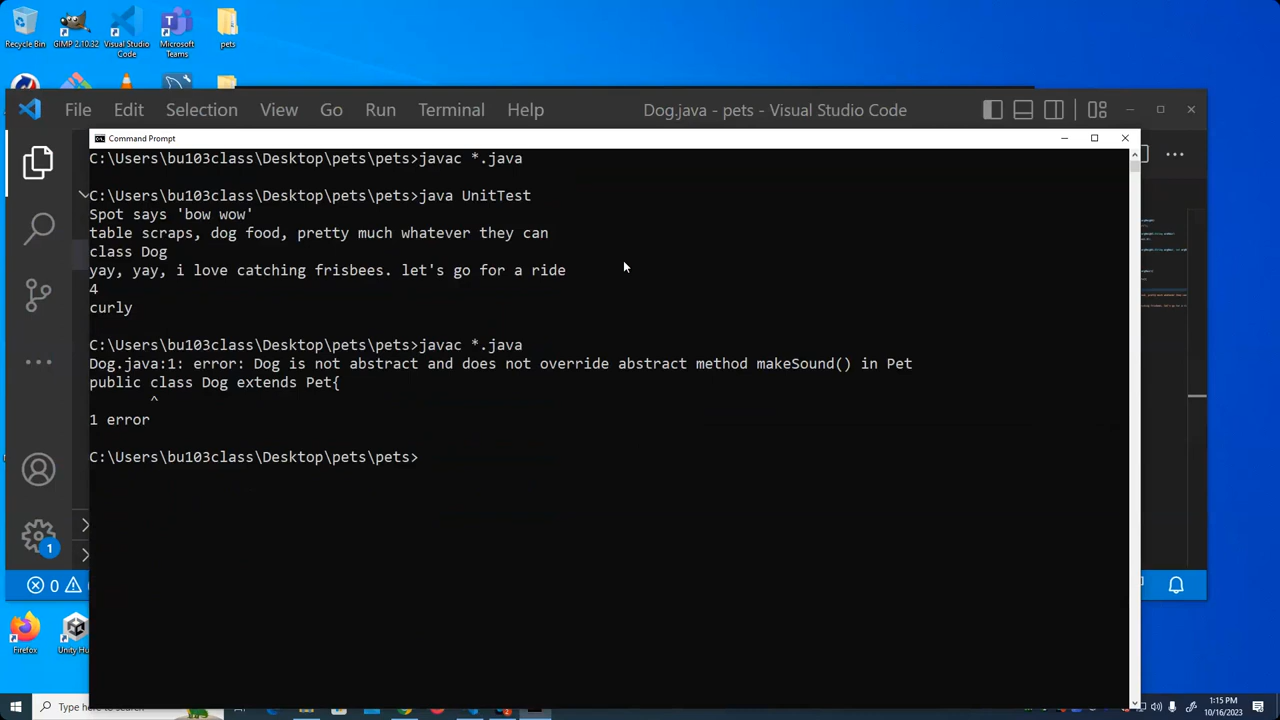 Recycle Bin
GIMP 2.10.32
Visual Studio
Code
Microsoft
Teams
pets
File Edit Selection View Go Run Terminal Help
Dog.java - pets - Visual Studio Code
Command Prompt
C:\Users\bu103class\Desktop\pets\pets>javac *.java
C:\Users\bu103class\Desktop\pets\pets>java UnitTest
Spot says 'bow wow'
table scraps, dog food, pretty much whatever they can
class Dog
yay, yay, i love catching frisbees. let's go for a ride
4
curly
C:\Users\bu103class\Desktop\pets\pets>javac *.java
Dog.java:1: error: Dog is not abstract and does not override abstract method makeSound() in Pet
public class Dog extends Pet{
^
1 error
C:\Users\bu103class\Desktop\pets\pets>
1
0
Firefox
Unity Hu
Type here to search
1:15 PM
10/16/2023